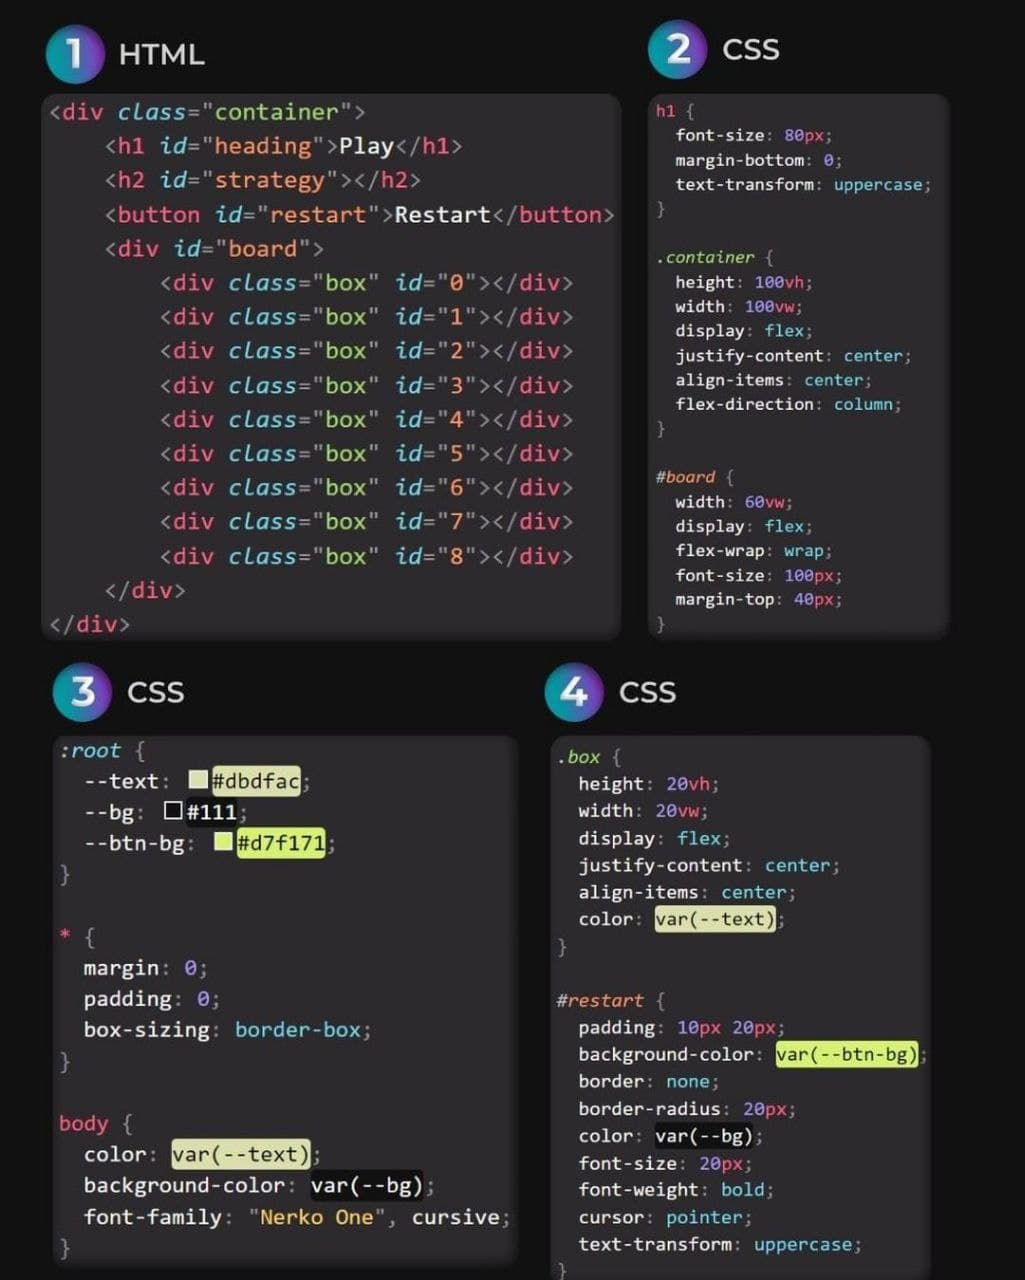 1 HTML
<div class="container">
<h1 id="heading">Play</h1>
<h2 id="strategy"></h2>
<button id="restart">Restart</button>
<div id="board">
<div class="box" id="0"></div>
<div class="box" id="1"></div>
<div class="box" id="2"></div>
<div class="box" id="3"></div>
<div class="box" id="4"></div>
<div class="box" id="5"></div>
<div class="box" id="6"></div>
<div class="box" id="7"></div>
<div class="box" id="8"></div>
</div>
</div>
2 CSS
h1 {
font-size: 80px;
margin-bottom: 0;
text-transform: uppercase;
}
.container {
height: 100vh;
width: 100vw;
display: flex;
justify-content: center;
align-items: center;
flex-direction: column;
}
#board {
width: 60vw;
display: flex;
flex-wrap: wrap;
font-size: 100px;
margin-top: 40px;
}
3 CSS
:root {
--text: #dbdfac;
--bg: #111;
--btn-bg: #d7f171;
}
* {
margin: 0;
padding: 0;
box-sizing: border-box;
}
body {
color: var(--text);
background-color: var(--bg);
font-family: "Nerko One", cursive;
}
4 CSS
.box {
height: 20vh;
width: 20vw;
display: flex;
justify-content: center;
align-items: center;
color: var(--text);
}
#restart {
padding: 10px 20px;
background-color: var(--btn-bg);
border: none;
border-radius: 20px;
color: var(--bg);
font-size: 20px;
font-weight: bold;
cursor: pointer;
text-transform: uppercase;
}